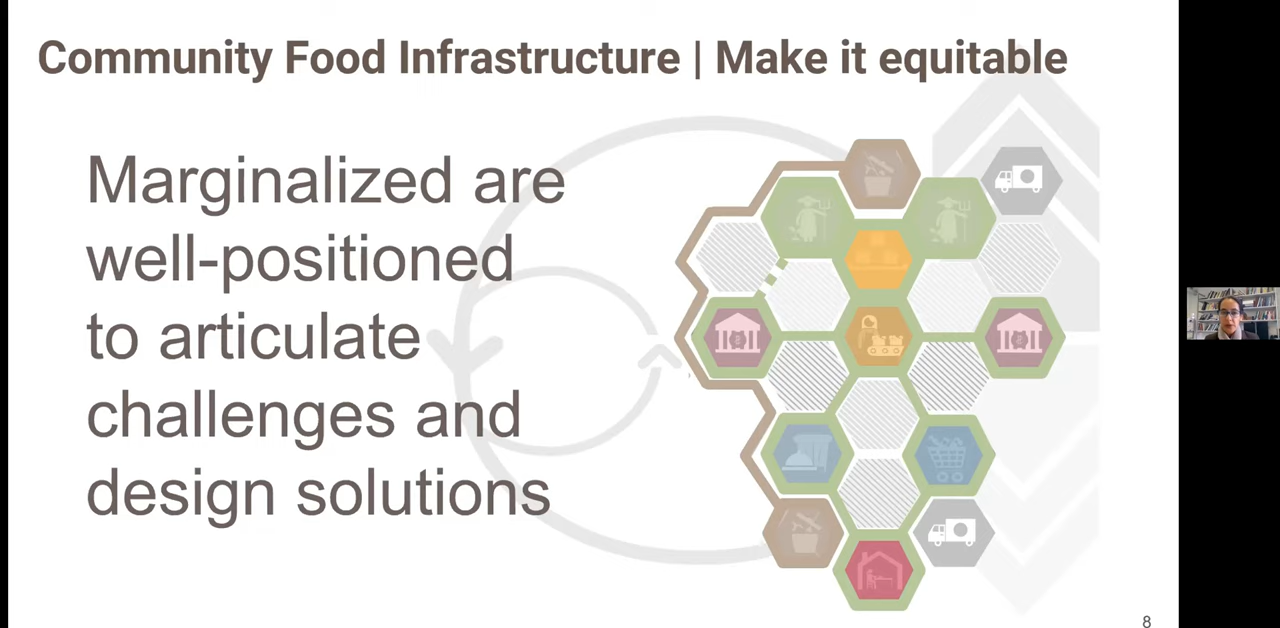 Community Food Infrastructure | Make it equitable
Marginalized are
well-positioned
to articulate
challenges and
design solutions
8